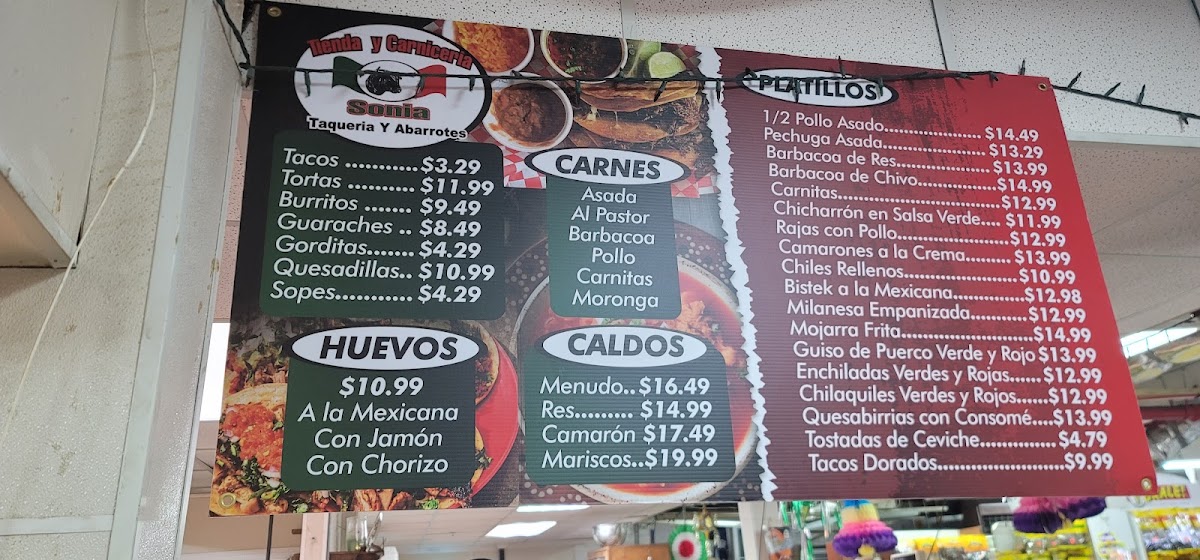 Tienda y Carnicería
Sonia
Taqueria Y Abarrotes
Tacos ............$3.29
Tortas ...........$11.99
Burritos ........$9.49
Guaraches ..$8.49
Gorditas......$4.29
Quesadillas..$10.99
Sopes............$4.29
HUEVOS
$10.99
A la Mexicana
Con Jamón
Con Chorizo
CARNES
Asada
Al Pastor
Barbacoa
Pollo
Carnitas
Moronga
CALDOS
Menudo..$16.49
Res......... $14.99
Camarón $17.49
Mariscos..$19.99
PLATILLOS
1/2 Pollo Asado..................... $14.49
Pechuga Asada....................... $13.29
Barbacoa de Res..................... $13.99
Barbacoa de Chivo.................$14.99
Carnitas...................................$12.99
Chicharrón en Salsa Verde.... $11.99
Rajas con Pollo........................$12.99
Camarones a la Crema..........$13.99
Chiles Rellenos.........................$10.99
Bistek a la Mexicana...............$12.98
Milanesa Empanizada............$12.99
Mojarra Frita............................$14.99
Guiso de Puerco Verde y Rojo $13.99
Enchiladas Verdes y Rojas......$12.99
Chilaquiles Verdes y Rojos......$12.99
Quesabirrias con Consomé....$13.99
Tostadas de Ceviche................$4.79
Tacos Dorados...........................$9.99